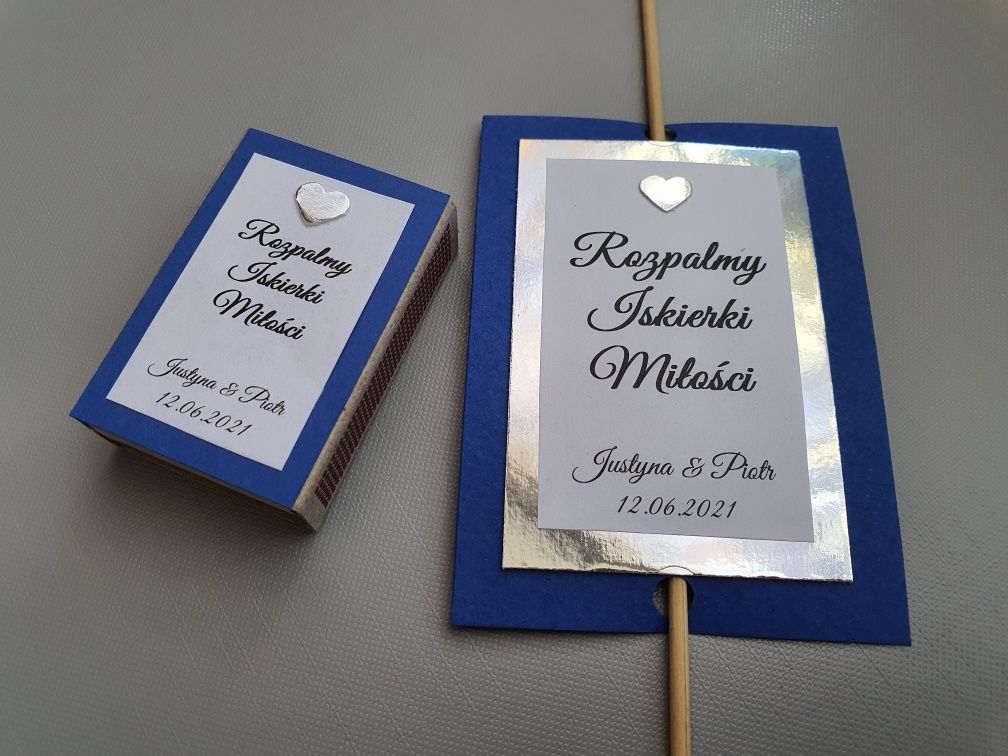 Rozpalmy
Iskierki
Miłości
Justyna & Piotr
12.06.2021
Rozpalmy
Iskierki
Miłości
Justyna & Piotr
12.06.2021